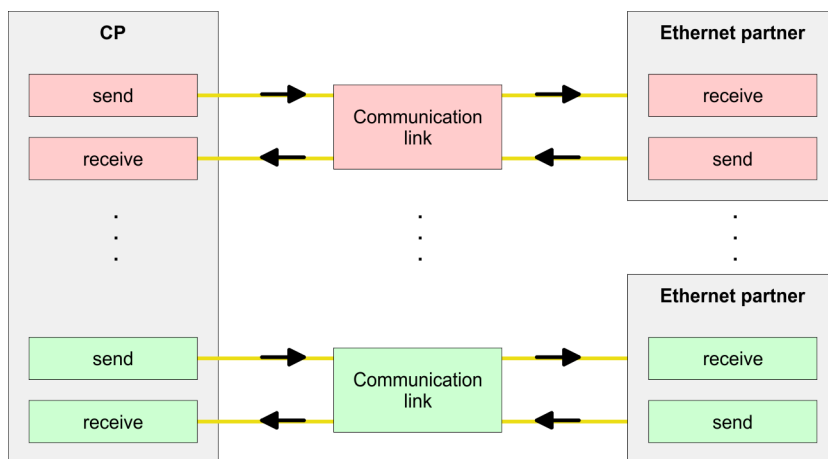 CP
Ethernet partner
send
receive
Communication
link
receive
send
Ethernet partner
send
receive
Communication
link
receive
send